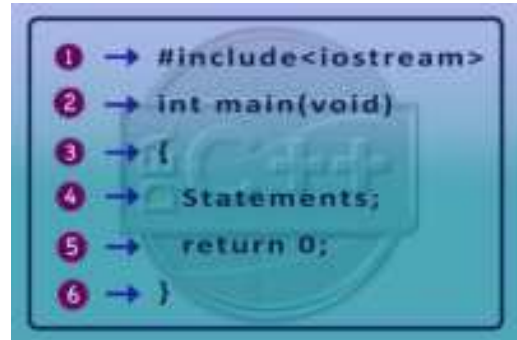 1 → #include<iostream>
2 → int main(void)
3 → {
4 → Statements;
5 → return 0;
6 → }
C++